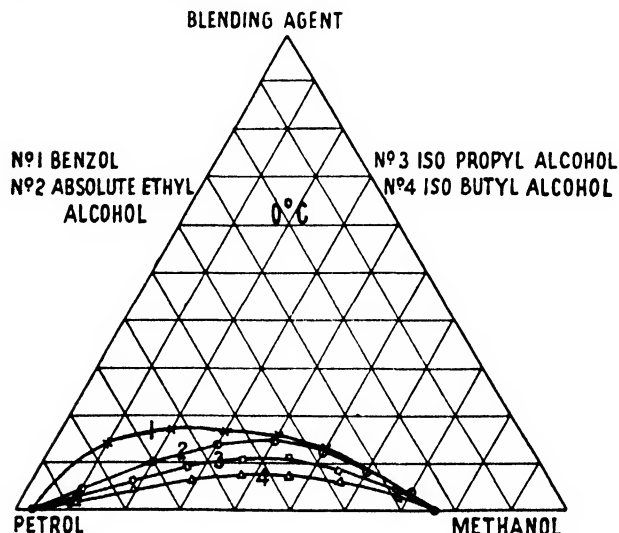 BLENDING AGENT
Nº1 BENZOL
Nº2 ABSOLUTE ETHYL
ALCOHOL
Nº3 ISO PROPYL ALCOHOL
Nº4 ISO BUTYL ALCOHOL
0°C
1
2
3
4
PETROL
METHANOL